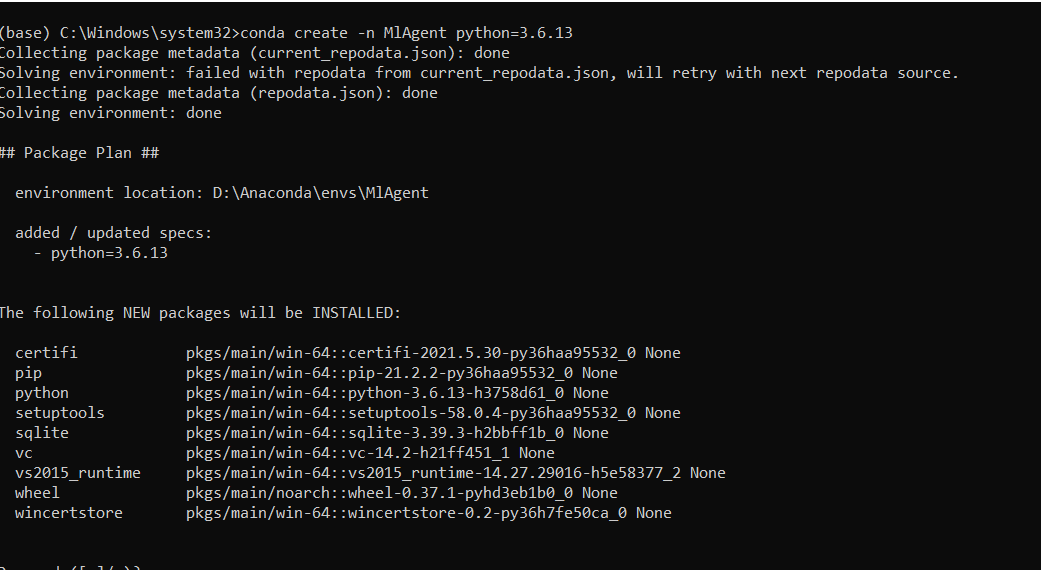 (base) C:\Windows\system32>conda create -n MlAgent python=3.6.13
Collecting package metadata (current_repodata.json): done
Solving environment: failed with repodata from current_repodata.json, will retry with next repodata source.
Collecting package metadata (repodata.json): done
Solving environment: done
## Package Plan ##
environment location: D:\Anaconda\envs\MlAgent
added / updated specs:
- python=3.6.13
The following NEW packages will be INSTALLED:
certifi pkgs/main/win-64::certifi-2021.5.30-py36haa95532_0 None
pip pkgs/main/win-64::pip-21.2.2-py36haa95532_0 None
python pkgs/main/win-64::python-3.6.13-h3758d61_0 None
setuptools pkgs/main/win-64::setuptools-58.0.4-py36haa95532_0 None
sqlite pkgs/main/win-64::sqlite-3.39.3-h2bbff1b_0 None
vc pkgs/main/win-64::vc-14.2-h21ff451_1 None
vs2015_runtime pkgs/main/win-64::vs2015_runtime-14.27.29016-h5e58377_2 None
wheel pkgs/main/noarch::wheel-0.37.1-pyhd3eb1b0_0 None
wincertstore pkgs/main/win-64::wincertstore-0.2-py36h7fe50ca_0 None